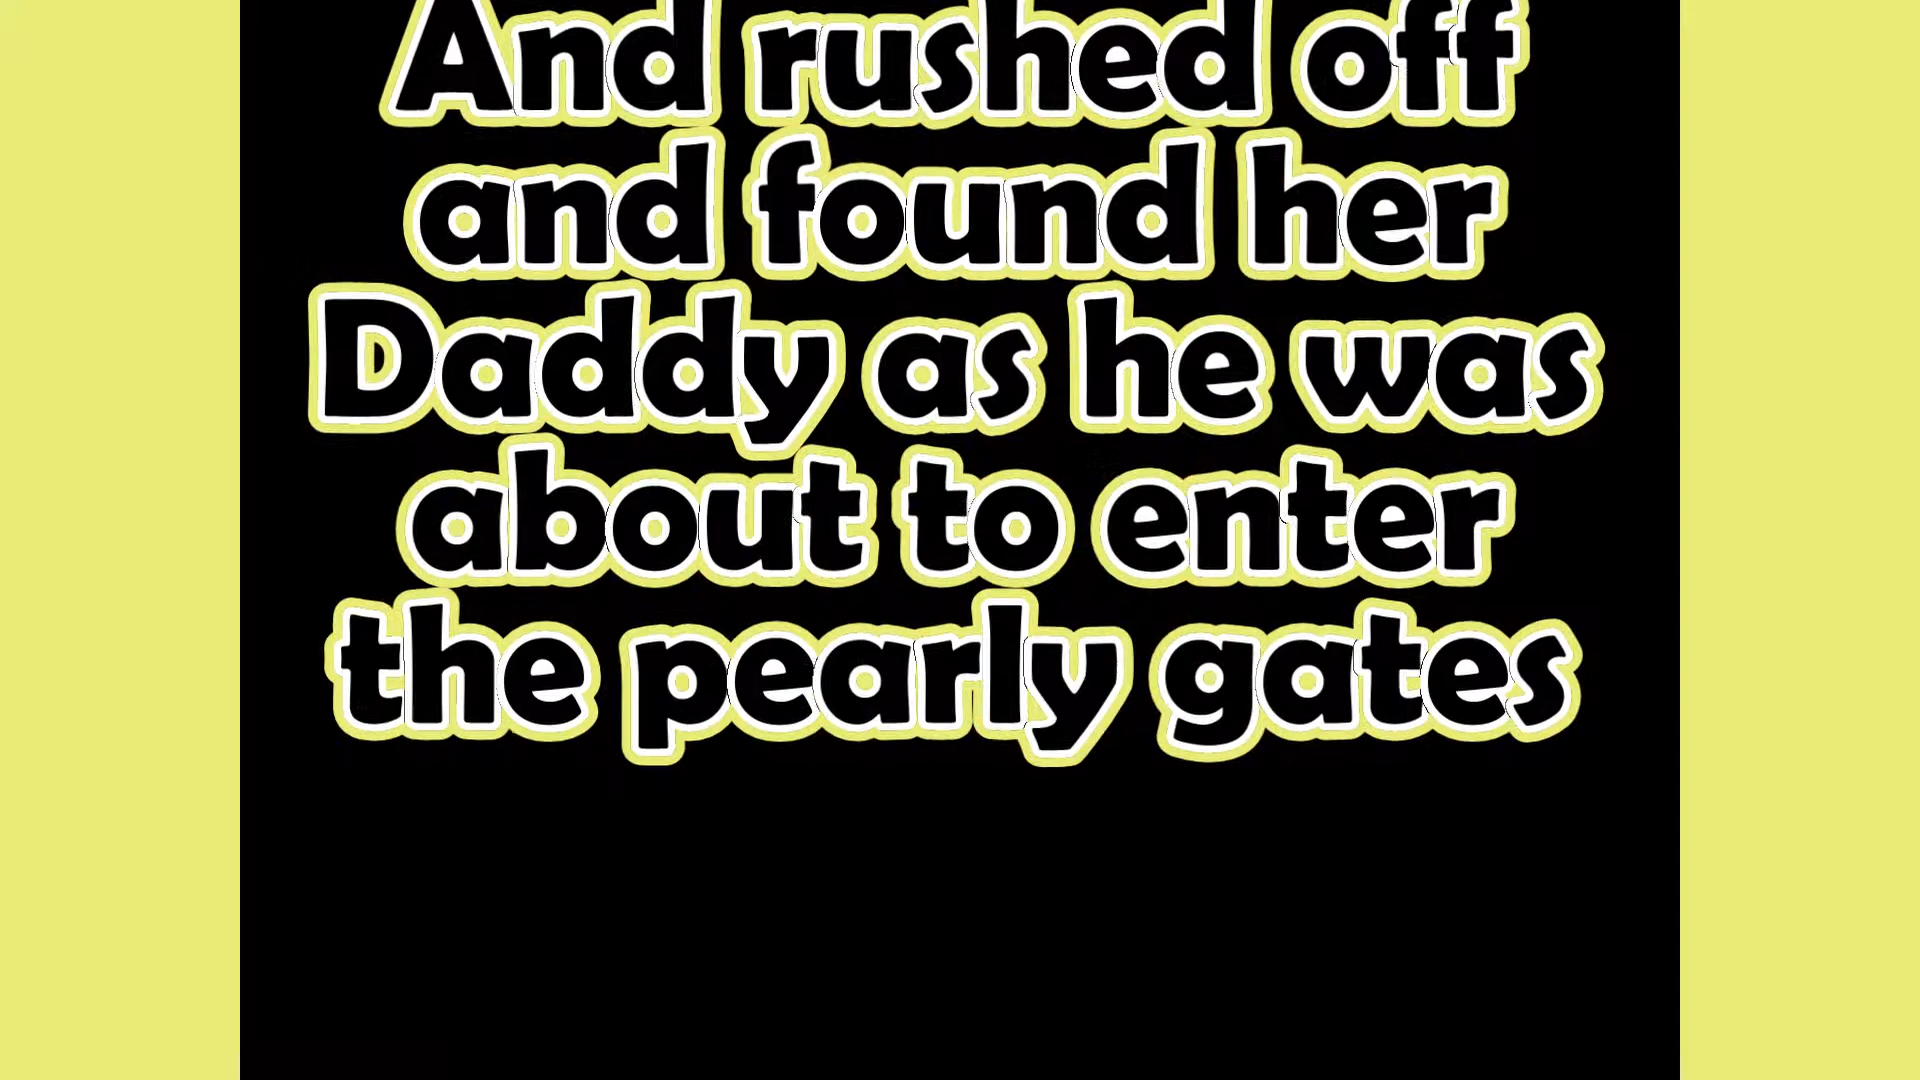 And rushed off
and found her
Daddy as he was
about to enter
the pearly gates